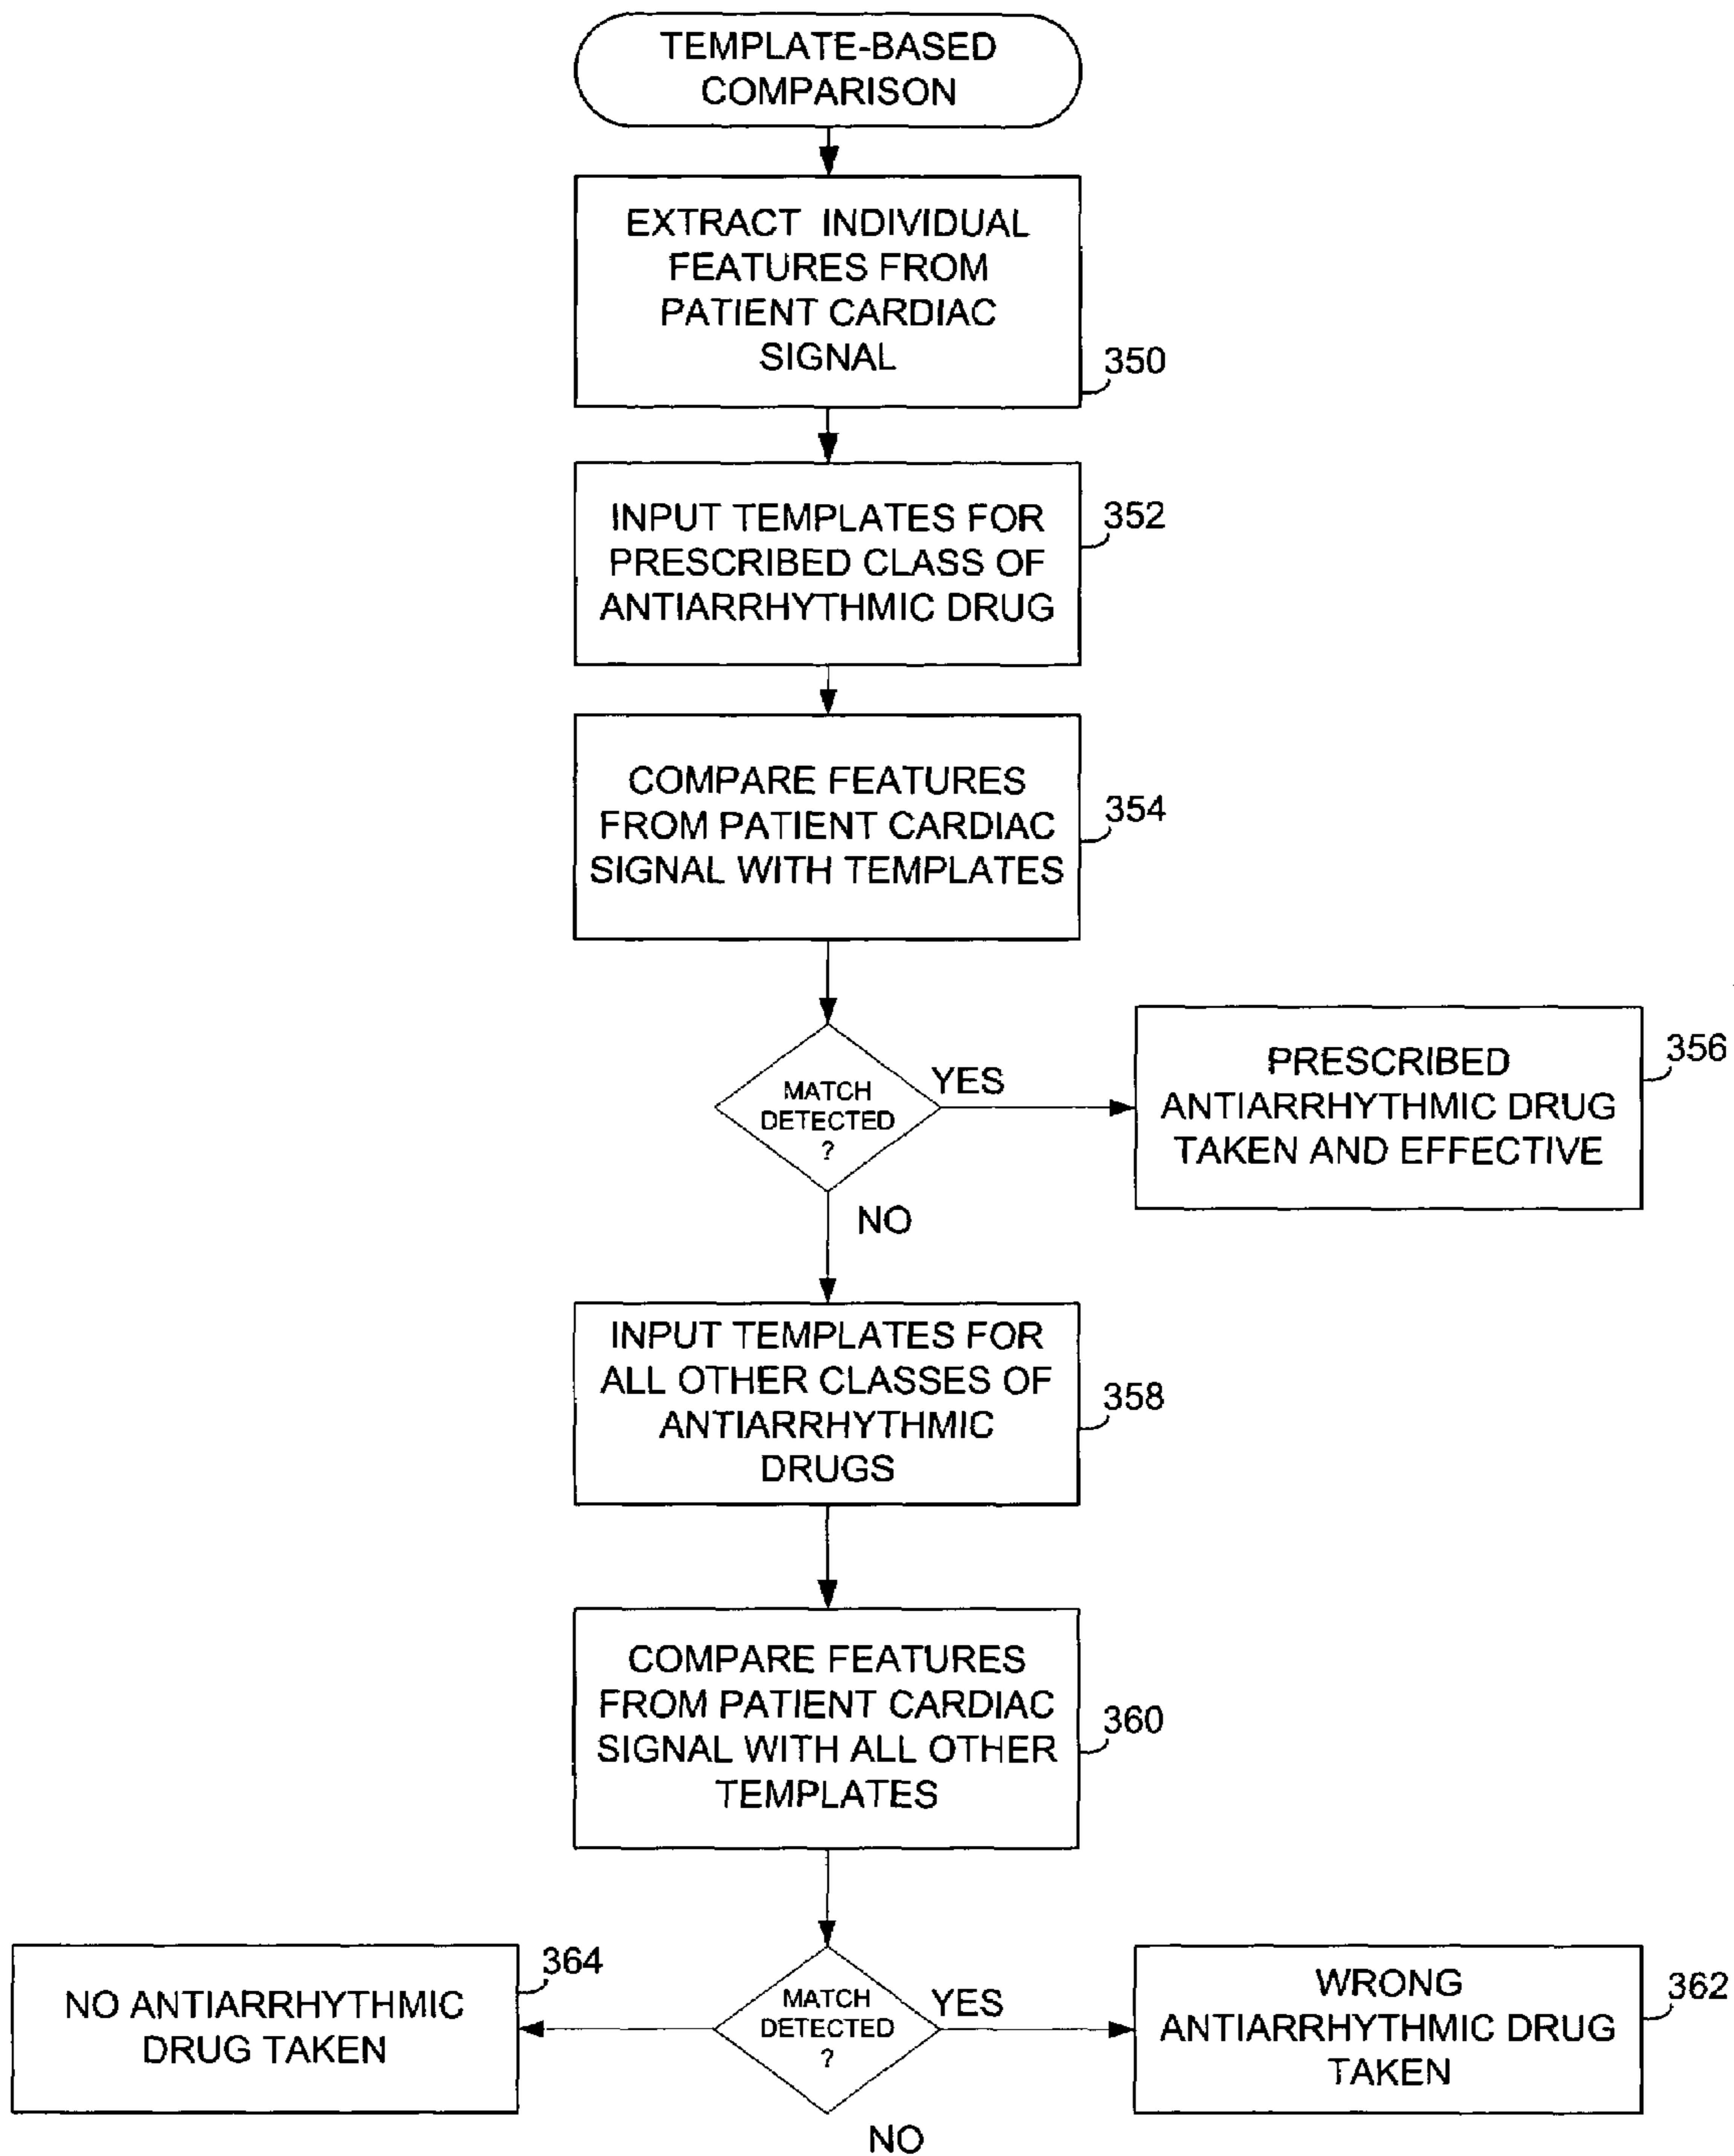 TEMPLATE-BASED
COMPARISON
EXTRACT INDIVIDUAL
FEATURES FROM
PATIENT CARDIAC
SIGNAL
350
INPUT TEMPLATES FOR
PRESCRIBED CLASS OF
ANTIARRHYTHMIC DRUG
352
COMPARE FEATURES
FROM PATIENT CARDIAC
SIGNAL WITH TEMPLATES
354
MATCH
DETECTED
?
YES
NO
PRESCRIBED
ANTIARRHYTHMIC DRUG
TAKEN AND EFFECTIVE
356
INPUT TEMPLATES FOR
ALL OTHER CLASSES OF
ANTIARRHYTHMIC
DRUGS
358
COMPARE FEATURES
FROM PATIENT CARDIAC
SIGNAL WITH ALL OTHER
TEMPLATES
360
NO ANTIARRHYTHMIC
DRUG TAKEN
364
MATCH
DETECTED
?
YES
NO
WRONG
ANTIARRHYTHMIC DRUG
TAKEN
362